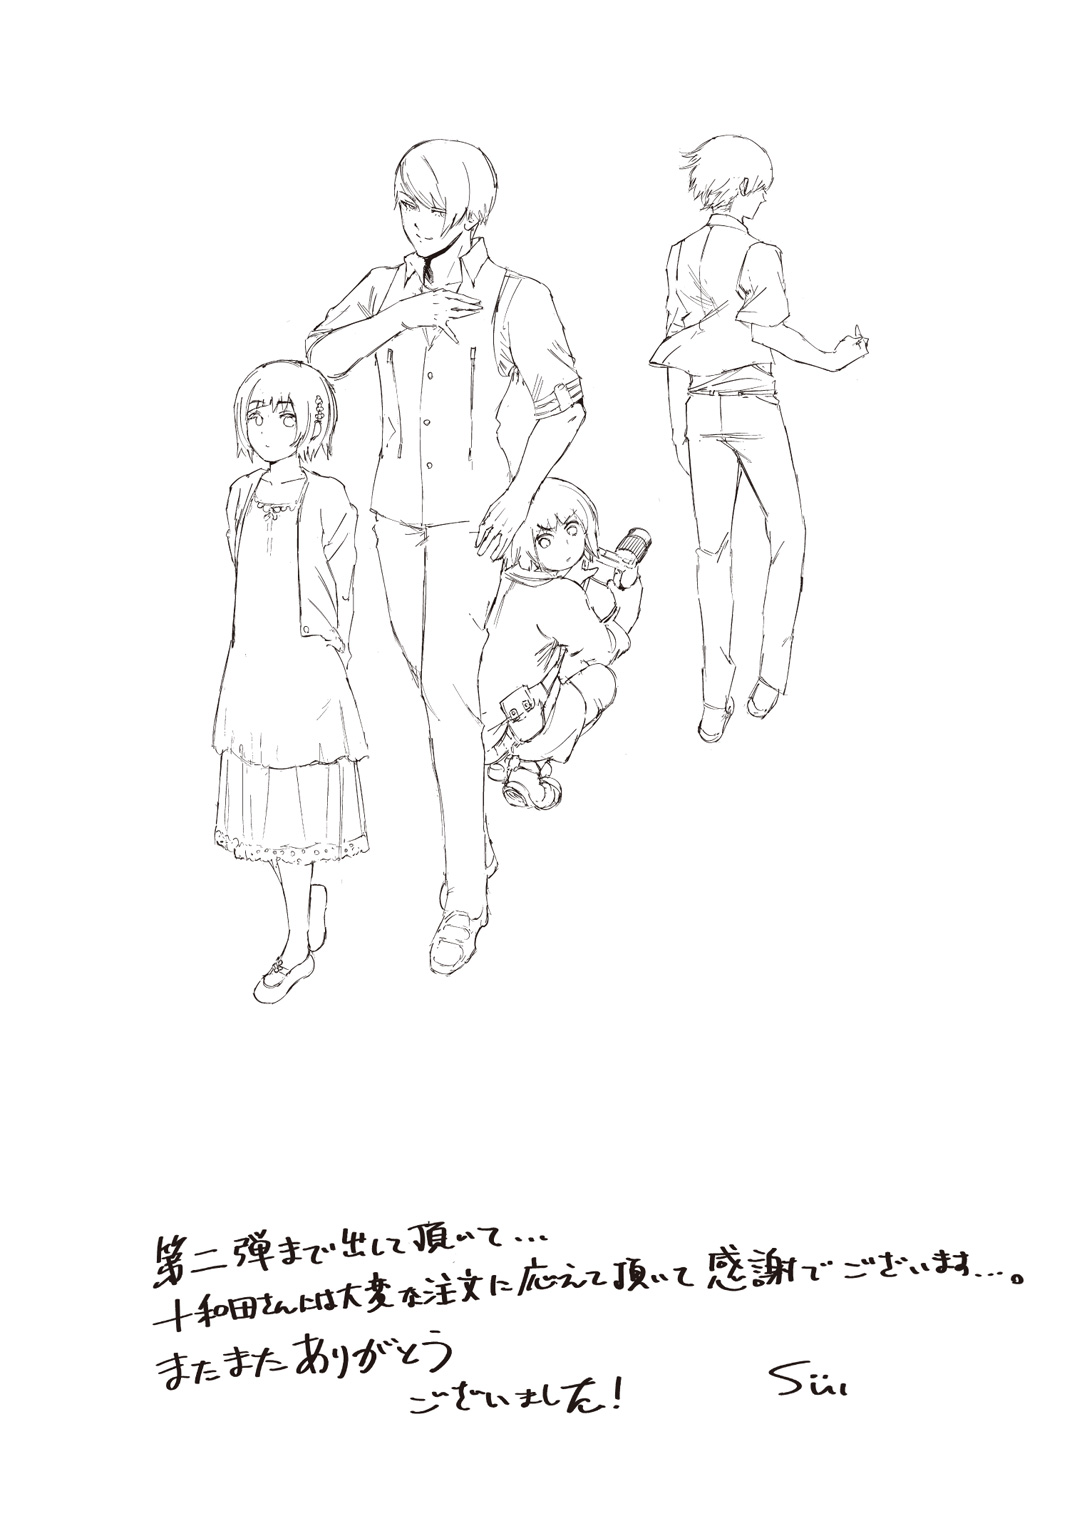 第二弾まで出して頂いて…
十和田さんには大変な注文に応えて頂いて感謝でございます…。
またまたありがとう
ございました!
Sui